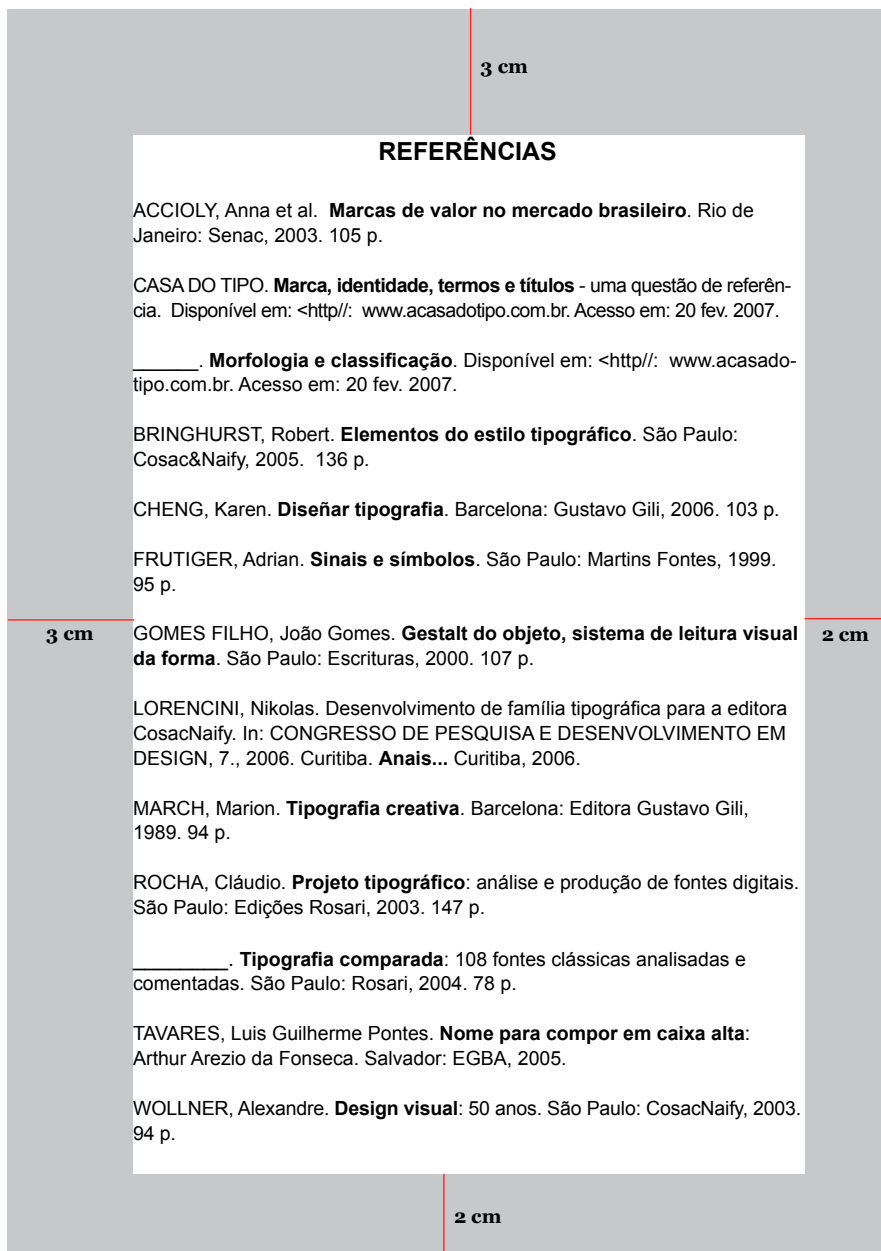 3 cm
REFERÊNCIAS
ACCIOLY, Anna et al.  Marcas de valor no mercado brasileiro. Rio de
Janeiro: Senac, 2003. 105 p.
CASA DO TIPO. Marca, identidade, termos e títulos - uma questão de referên-
cia.  Disponível em: <http//:  www.acasadotipo.com.br. Acesso em: 20 fev. 2007.
______. Morfologia e classificação. Disponível em: <http//:  www.acasado-
tipo.com.br. Acesso em: 20 fev. 2007.
BRINGHURST, Robert. Elementos do estilo tipográfico. São Paulo:
Cosac&Naify, 2005.  136 p.
CHENG, Karen. Diseñar tipografia. Barcelona: Gustavo Gili, 2006. 103 p.
FRUTIGER, Adrian. Sinais e símbolos. São Paulo: Martins Fontes, 1999.
95 p.
3 cm
GOMES FILHO, João Gomes. Gestalt do objeto, sistema de leitura visual
da forma. São Paulo: Escrituras, 2000. 107 p.
2 cm
LORENCINI, Nikolas. Desenvolvimento de família tipográfica para a editora
CosacNaify. In: CONGRESSO DE PESQUISA E DESENVOLVIMENTO EM
DESIGN, 7., 2006. Curitiba. Anais... Curitiba, 2006.
MARCH, Marion. Tipografia creativa. Barcelona: Editora Gustavo Gili,
1989. 94 p.
ROCHA, Cláudio. Projeto tipográfico: análise e produção de fontes digitais.
São Paulo: Edições Rosari, 2003. 147 p.
_________. Tipografia comparada: 108 fontes clássicas analisadas e
comentadas. São Paulo: Rosari, 2004. 78 p.
TAVARES, Luis Guilherme Pontes. Nome para compor em caixa alta:
Arthur Arezio da Fonseca. Salvador: EGBA, 2005.
WOLLNER, Alexandre. Design visual: 50 anos. São Paulo: CosacNaify, 2003.
94 p.
2 cm